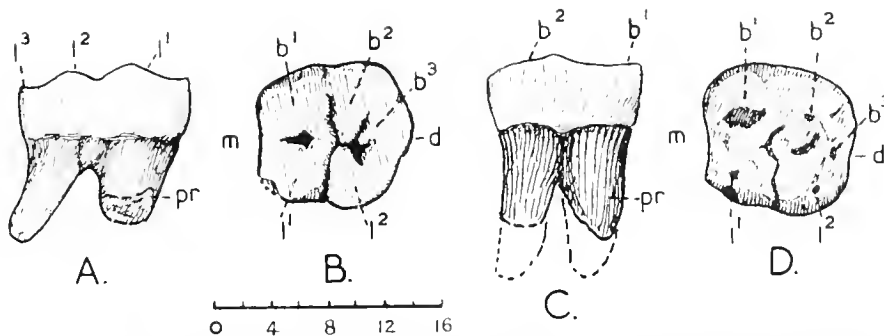 l³ l² l¹
pr
A.
b¹ b² b³
m d
l¹ l²
B.
0 4 8 12 16
b² b¹
pr
C.
b¹ b² b³
m d
l¹ l²
D.